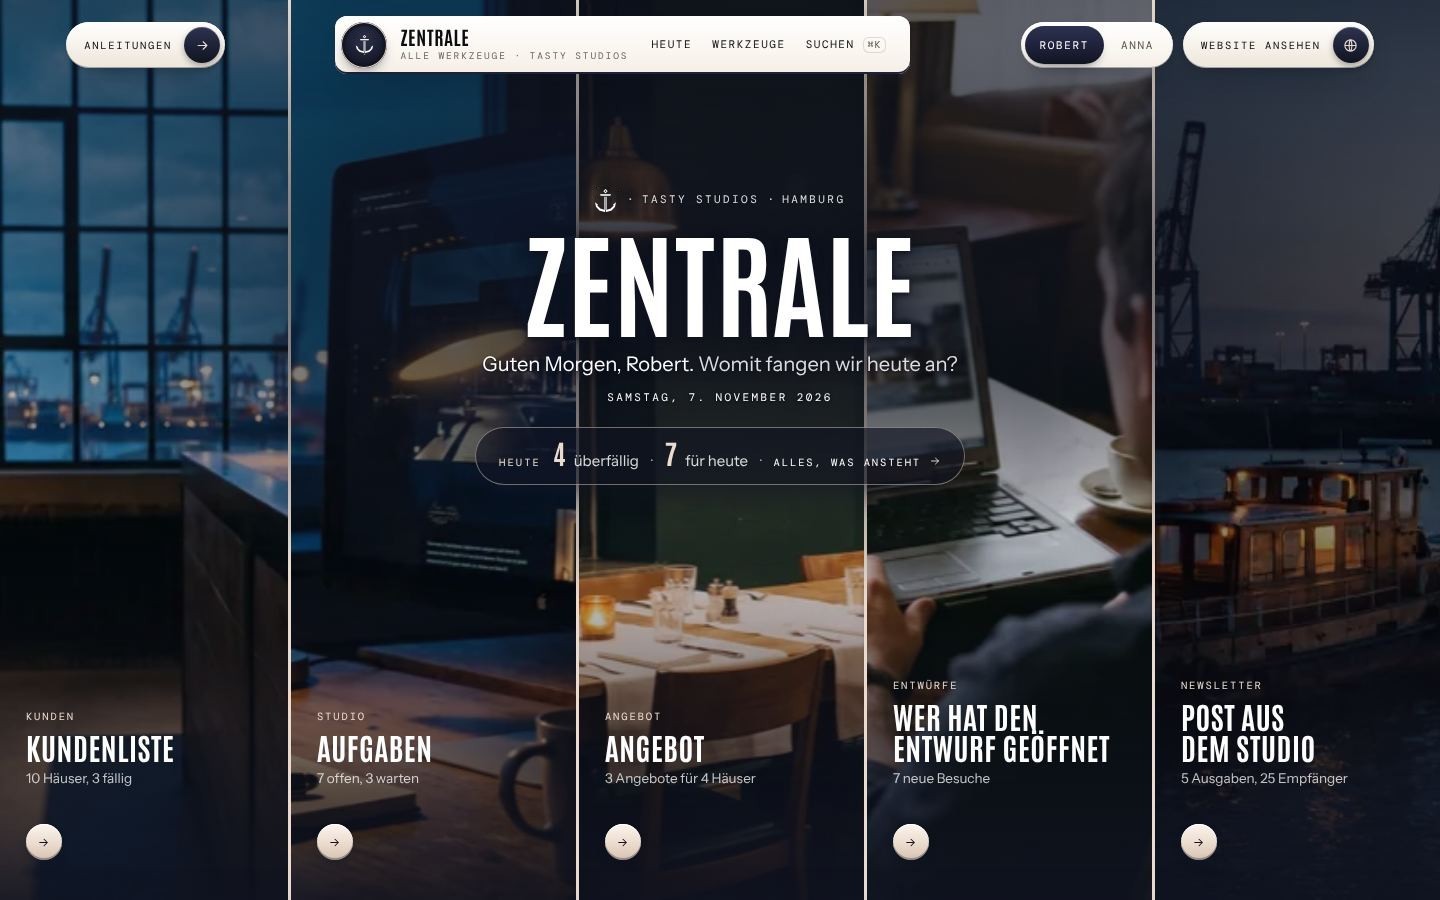 ANLEITUNGEN →
ZENTRALE
ALLE WERKZEUGE · TASTY STUDIOS
HEUTE WERKZEUGE SUCHEN ⌘K
ROBERT ANNA
WEBSITE ANSEHEN
· TASTY STUDIOS · HAMBURG
ZENTRALE
Guten Morgen, Robert. Womit fangen wir heute an?
SAMSTAG, 7. NOVEMBER 2026
HEUTE 4 überfällig · 7 für heute · ALLES, WAS ANSTEHT →
KUNDEN
KUNDENLISTE
10 Häuser, 3 fällig
→
STUDIO
AUFGABEN
7 offen, 3 warten
→
ANGEBOT
ANGEBOT
3 Angebote für 4 Häuser
→
ENTWÜRFE
WER HAT DEN
ENTWURF GEÖFFNET
7 neue Besuche
→
NEWSLETTER
POST AUS
DEM STUDIO
5 Ausgaben, 25 Empfänger
→